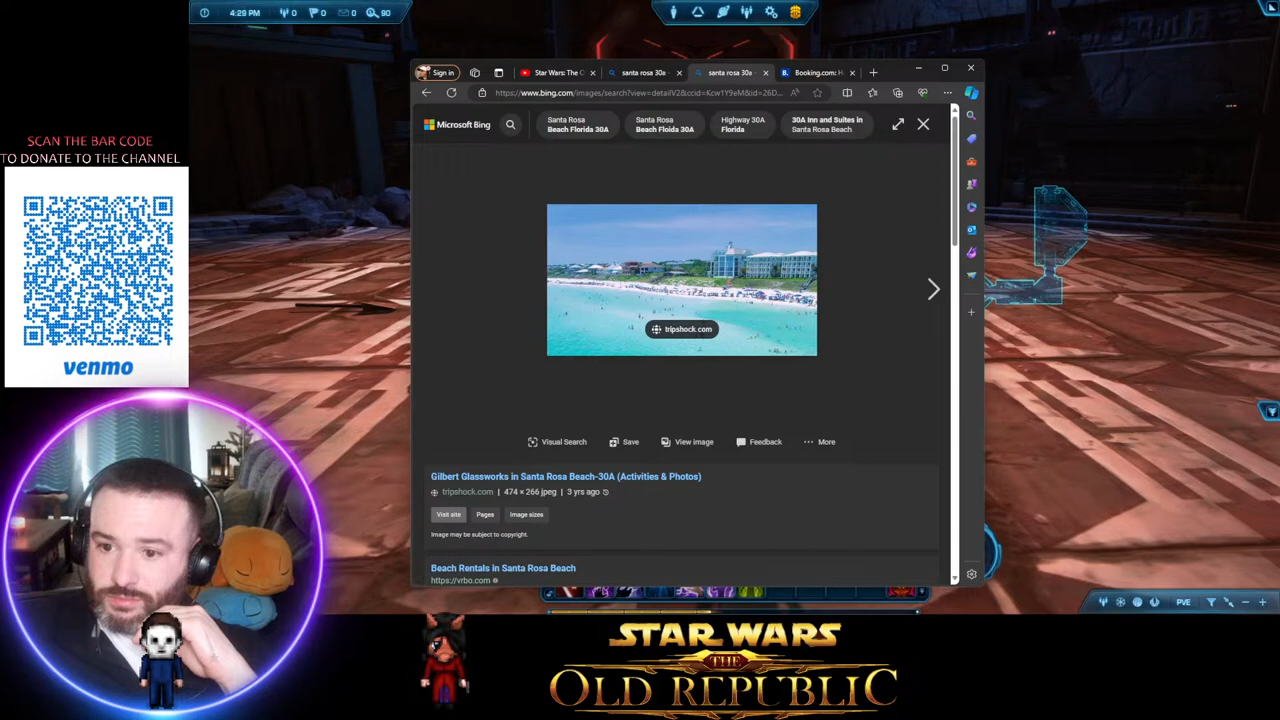 4:29 PM
0
0
0
90
Sign in
Star Wars: The O
santa rosa 30a
santa rosa 30a
Booking.com: H
https://www.bing.com/images/search?view=detailV2&ccid=Kcw1Y9eM&id=26D...
SCAN THE BAR CODE
TO DONATE TO THE CHANNEL
venmo
Microsoft Bing
Santa Rosa
Beach Florida 30A
Santa Rosa
Beach Florida 30A
Highway 30A
Florida
30A Inn and Suites in
Santa Rosa Beach
tripshock.com
Visual Search
Save
View image
Feedback
More
Gilbert Glassworks in Santa Rosa Beach-30A (Activities & Photos)
tripshock.com | 474 × 266 jpeg | 3 yrs ago
Visit site
Pages
Image sizes
Image may be subject to copyright.
Beach Rentals in Santa Rosa Beach
https://vrbo.com
PVE
STAR WARS
THE
OLD REPUBLIC